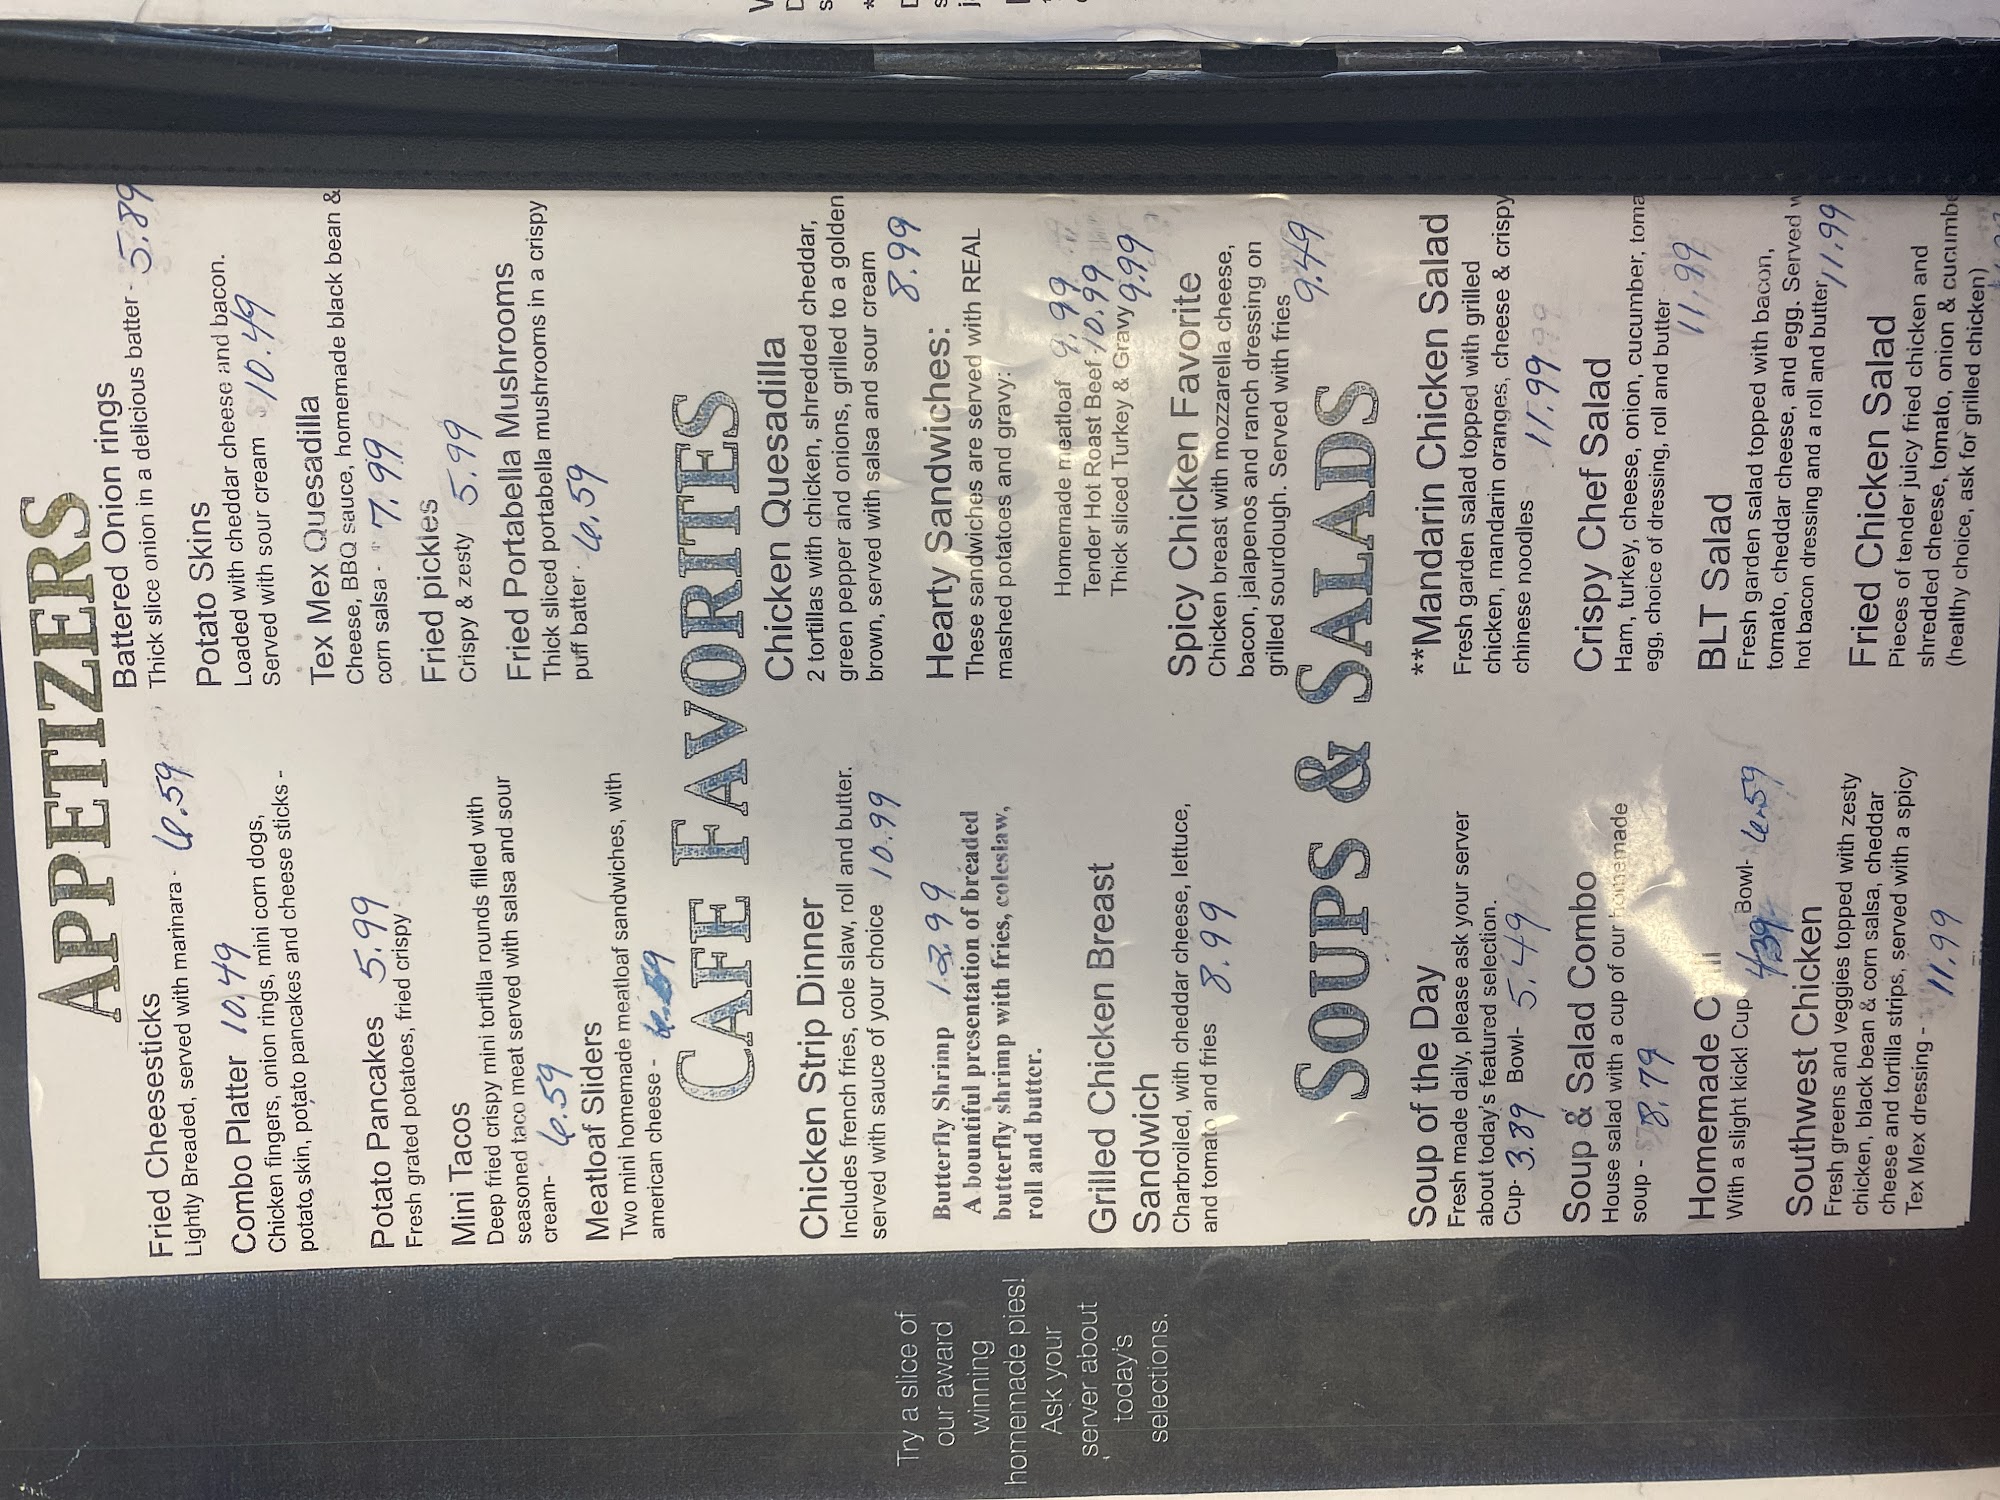 Try a slice of
our award
winning
homemade pies!
Ask your
server about
today's
selections.
APPETIZERS
Fried Cheesesticks
Lightly Breaded, served with marinara - 6.59
Combo Platter 10.49
Chicken fingers, onion rings, mini corn dogs,
potato skin, potato pancakes and cheese sticks -
Potato Pancakes 5.99
Fresh grated potatoes, fried crispy -
Mini Tacos
Deep fried crispy mini tortilla rounds filled with
seasoned taco meat served with salsa and sour
cream- 6.59
Meatloaf Sliders
Two mini homemade meatloaf sandwiches, with
american cheese -
Battered Onion rings
Thick slice onion in a delicious batter - 5.89
Potato Skins
Loaded with cheddar cheese and bacon.
Served with sour cream 10.49
Tex Mex Quesadilla
Cheese, BBQ sauce, homemade black bean &
corn salsa - 7.99
Fried pickles
Crispy & zesty 5.99
Fried Portabella Mushrooms
Thick sliced portabella mushrooms in a crispy
puff batter - 6.59
CAFE FAVORITES
Chicken Strip Dinner
Includes french fries, cole slaw, roll and butter.
served with sauce of your choice 10.99
Butterfly Shrimp
A bountiful presentation of breaded
butterfly shrimp with fries, coleslaw,
roll and butter.
Grilled Chicken Breast
Sandwich
Charbroiled, with cheddar cheese, lettuce,
and tomato and fries 8.99
Chicken Quesadilla
2 tortillas with chicken, shredded cheddar,
green pepper and onions, grilled to a golden
brown, served with salsa and sour cream
8.99
Hearty Sandwiches:
These sandwiches are served with REAL
mashed potatoes and gravy:
Homemade meatloaf 9.99
Tender Hot Roast Beef 10.99
Thick sliced Turkey & Gravy 9.99
Spicy Chicken Favorite
Chicken breast with mozzarella cheese,
bacon, jalapenos and ranch dressing on
grilled sourdough. Served with fries 9.49
SOUPS & SALADS
Soup of the Day
Fresh made daily, please ask your server
about today's featured selection.
Cup- 3.89 Bowl- 5.49
Soup & Salad Combo
House salad with a cup of our homemade
soup - 8.79
Homemade
With a slight kick! Cup 4.39 Bowl- 6.59
Southwest Chicken
Fresh greens and veggies topped with zesty
chicken, black bean & corn salsa, cheddar
cheese and tortilla strips, served with a spicy
Tex Mex dressing - 11.99
**Mandarin Chicken Salad
Fresh garden salad topped with grilled
chicken, mandarin oranges, cheese & crispy
chinese noodles 11.99
Crispy Chef Salad
Ham, turkey, cheese, onion, cucumber, toma
egg, choice of dressing, roll and butter 11.99
BLT Salad
Fresh garden salad topped with bacon,
tomato, cheddar cheese, and egg. Served
hot bacon dressing and a roll and butter 11.99
Fried Chicken Salad
Pieces of tender juicy fried chicken and
shredded cheese, tomato, onion & cucumbe
(healthy choice, ask for grilled chicken)